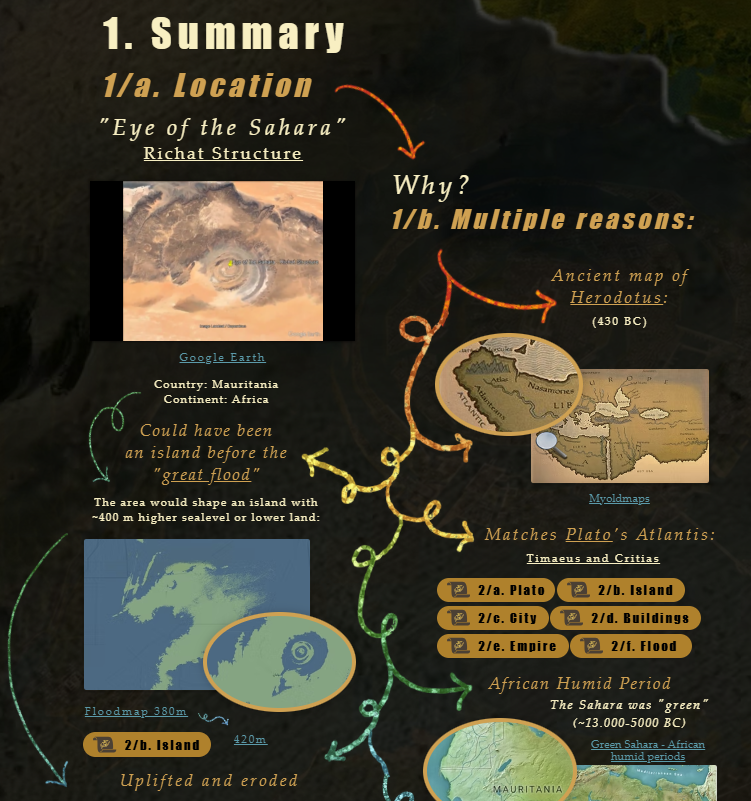 1. Summary
1/a. Location
"Eye of the Sahara"
Richat Structure
Google Earth
Country: Mauritania
Continent: Africa
Could have been
an island before the
"great flood"
The area would shape an island with
~400 m higher sealevel or lower land:
Floodmap 380m
420m
2/b. Island
Uplifted and eroded
Why?
1/b. Multiple reasons:
Ancient map of
Herodotus:
(430 BC)
Atlas
Nasamones
Atlanteans
ATLANTIC
LIB
EUROPE
Myoldmaps
Matches Plato's Atlantis:
Timaeus and Critias
2/a. Plato
2/b. Island
2/c. City
2/d. Buildings
2/e. Empire
2/f. Flood
African Humid Period
The Sahara was "green"
(~13.000-5000 BC)
Green Sahara - African
humid periods
MAURITANIA